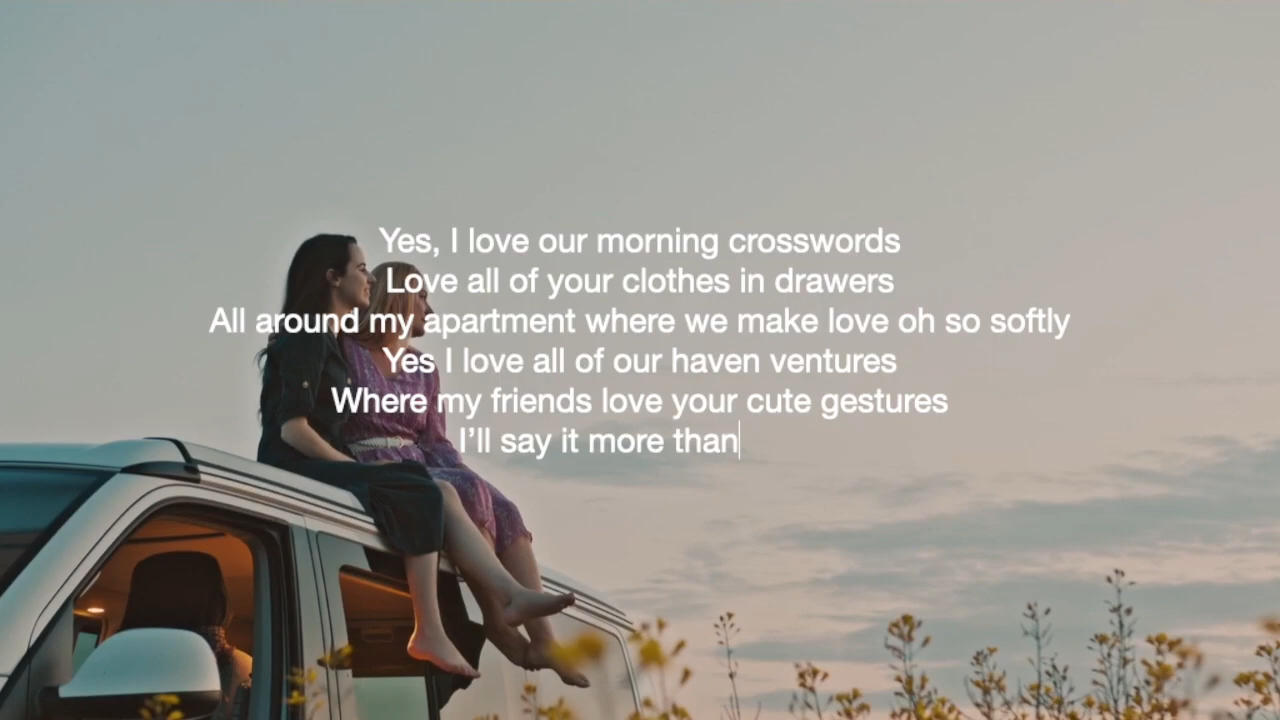 Yes, I love our morning crosswords
Love all of your clothes in drawers
All around my apartment where we make love oh so softly
Yes I love all of our haven ventures
Where my friends love your cute gestures
I’ll say it more than